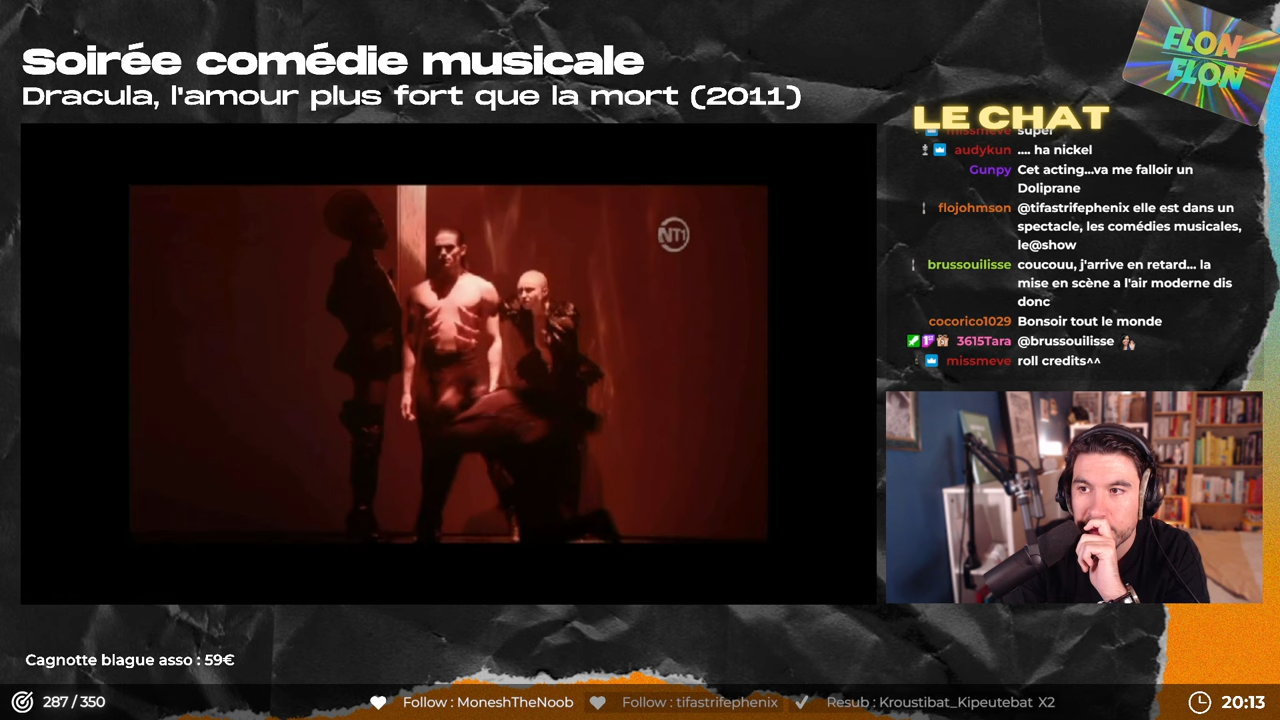 Soirée comédie musicale
Dracula, l'amour plus fort que la mort (2011)
FLON
FLON
NT1
LE CHAT
missmeve super
audykun .... ha nickel
Gunpy Cet acting...va me falloir un
Doliprane
flojohmson @tifastrifephenix elle est dans un
spectacle, les comédies musicales,
le@show
brussouilisse coucouu, j'arrive en retard... la
mise en scène a l'air moderne dis
donc
cocorico1029 Bonsoir tout le monde
3615Tara @brussouilisse
missmeve roll credits^^
Cagnotte blague asso : 59€
287 / 350
Follow : MoneshTheNoob
Follow : tifastrifephenix
Resub : Kroustibat_Kipeutebat X2
20:13